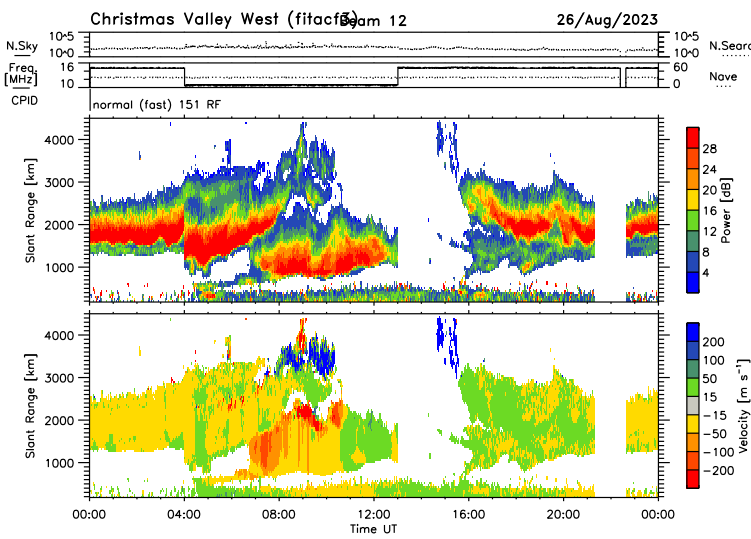 Christmas Valley West (fitacf3) Beam 12 26/Aug/2023
N.Sky 10^5 10^0 10^5 10^0 N.Searc
Freq [MHz] 16 10 60 0 Nave
CPID normal (fast) 151 RF
Slant Range [km] 4000 3000 2000 1000
Power [dB] 28 24 20 16 12 8 4
Slant Range [km] 4000 3000 2000 1000
Velocity [m s⁻¹] 200 100 50 15 -15 -50 -100 -200
00:00 04:00 08:00 12:00 16:00 20:00 00:00
Time UT